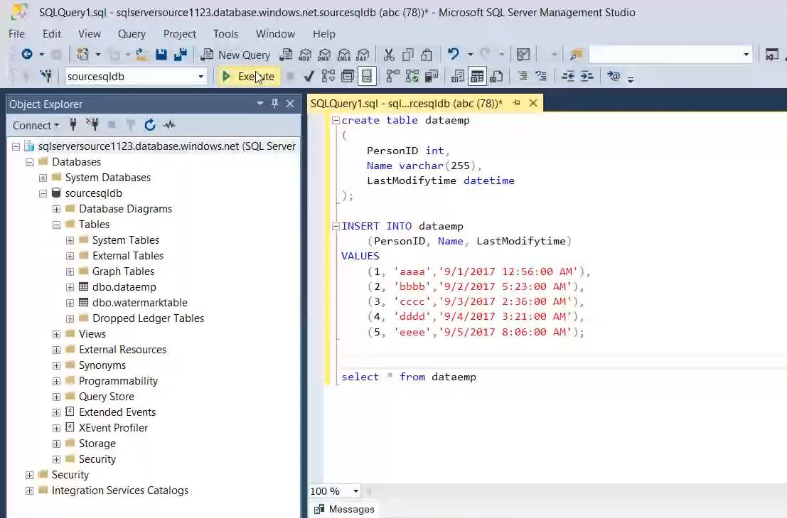 SQLQuery1.sql - sqlserversource1123.database.windows.net.sourcesqldb (abc (78))* - Microsoft SQL Server Management Studio
File Edit View Query Project Tools Window Help
New Query
sourcesqldb Execute
Object Explorer
SQLQuery1.sql - sql...rcesqldb (abc (78))*
Connect
sqlserversource1123.database.windows.net (SQL Server
Databases
System Databases
sourcesqldb
Database Diagrams
Tables
System Tables
External Tables
Graph Tables
dbo.dataemp
dbo.watermarktable
Dropped Ledger Tables
Views
External Resources
Synonyms
Programmability
Query Store
Extended Events
XEvent Profiler
Storage
Security
Security
Integration Services Catalogs
create table dataemp
(
PersonID int,
Name varchar(255),
LastModifytime datetime
);
INSERT INTO dataemp
(PersonID, Name, LastModifytime)
VALUES
(1, 'aaaa','9/1/2017 12:56:00 AM'),
(2, 'bbbb','9/2/2017 5:23:00 AM'),
(3, 'cccc','9/3/2017 2:36:00 AM'),
(4, 'dddd','9/4/2017 3:21:00 AM'),
(5, 'eeee','9/5/2017 8:06:00 AM');
select * from dataemp
100 %
Messages